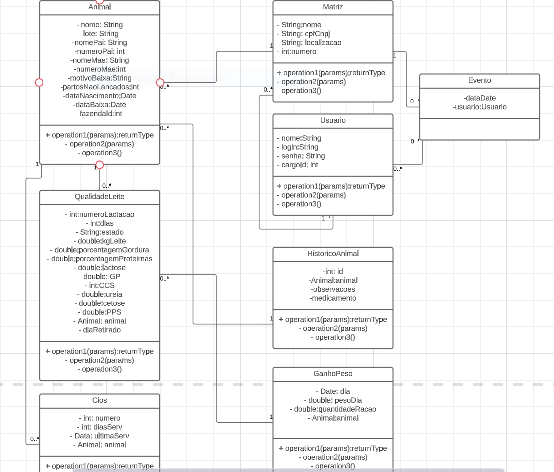 Animal
- nome: String
lote: String
- nomePai: String
- numeroPai: int
- nomeMae: String
- numeroMae:int
-motivoBaixa:String
-partosNaoLancados:int
-dataNascimento:Date
-dataBaixa:Date
fazendaId:int
+ operation1(params):returnType
- operation2(params)
- operation3()
1
1
0..*
0..*
0..*
QualidadeLeite
- int:numeroLactacao
- int:dias
- String:estado
- double:kgLeite
- double:porcentagemGordura
- double:porcentagemProteirnas
- double:lactose
double: GP
- int:CCS
- double:ureia
- double:cetose
- double:PPS
- Animal: animal
- diaRetirado
+ operation1(params):returnType
- operation2(params)
- operation3()
0..*
Cios
- int: numero
- int: diasServ
- Data: ultimaServ
- Animal: animal
+ operation1(params):returnType
0..*
Matriz
- String:nome
- String: cpfCnpj
- String: localizacao
- int:numero
+ operation1(params):returnType
- operation2(params)
operation3()
1
1
0..*
Usuario
- nome:String
- login:String
- senha: String
- cargoId: int
+ operation1(params):returnType
- operation2(params)
- operation3()
1
Evento
-dataDate
-usuario:Usuario
0..*
0..*
HistoricoAnimal
-int: id
-Animal:animal
-observacoes
-medicamento
+ operation1(params):returnType
- operation2(params)
- operation3()
1
GanhoPeso
- Date: dia
- double: pesoDia
- double:quantidadeRacao
- Animal:animal
+ operation1(params):returnType
- operation2(params)
- operation3()
1